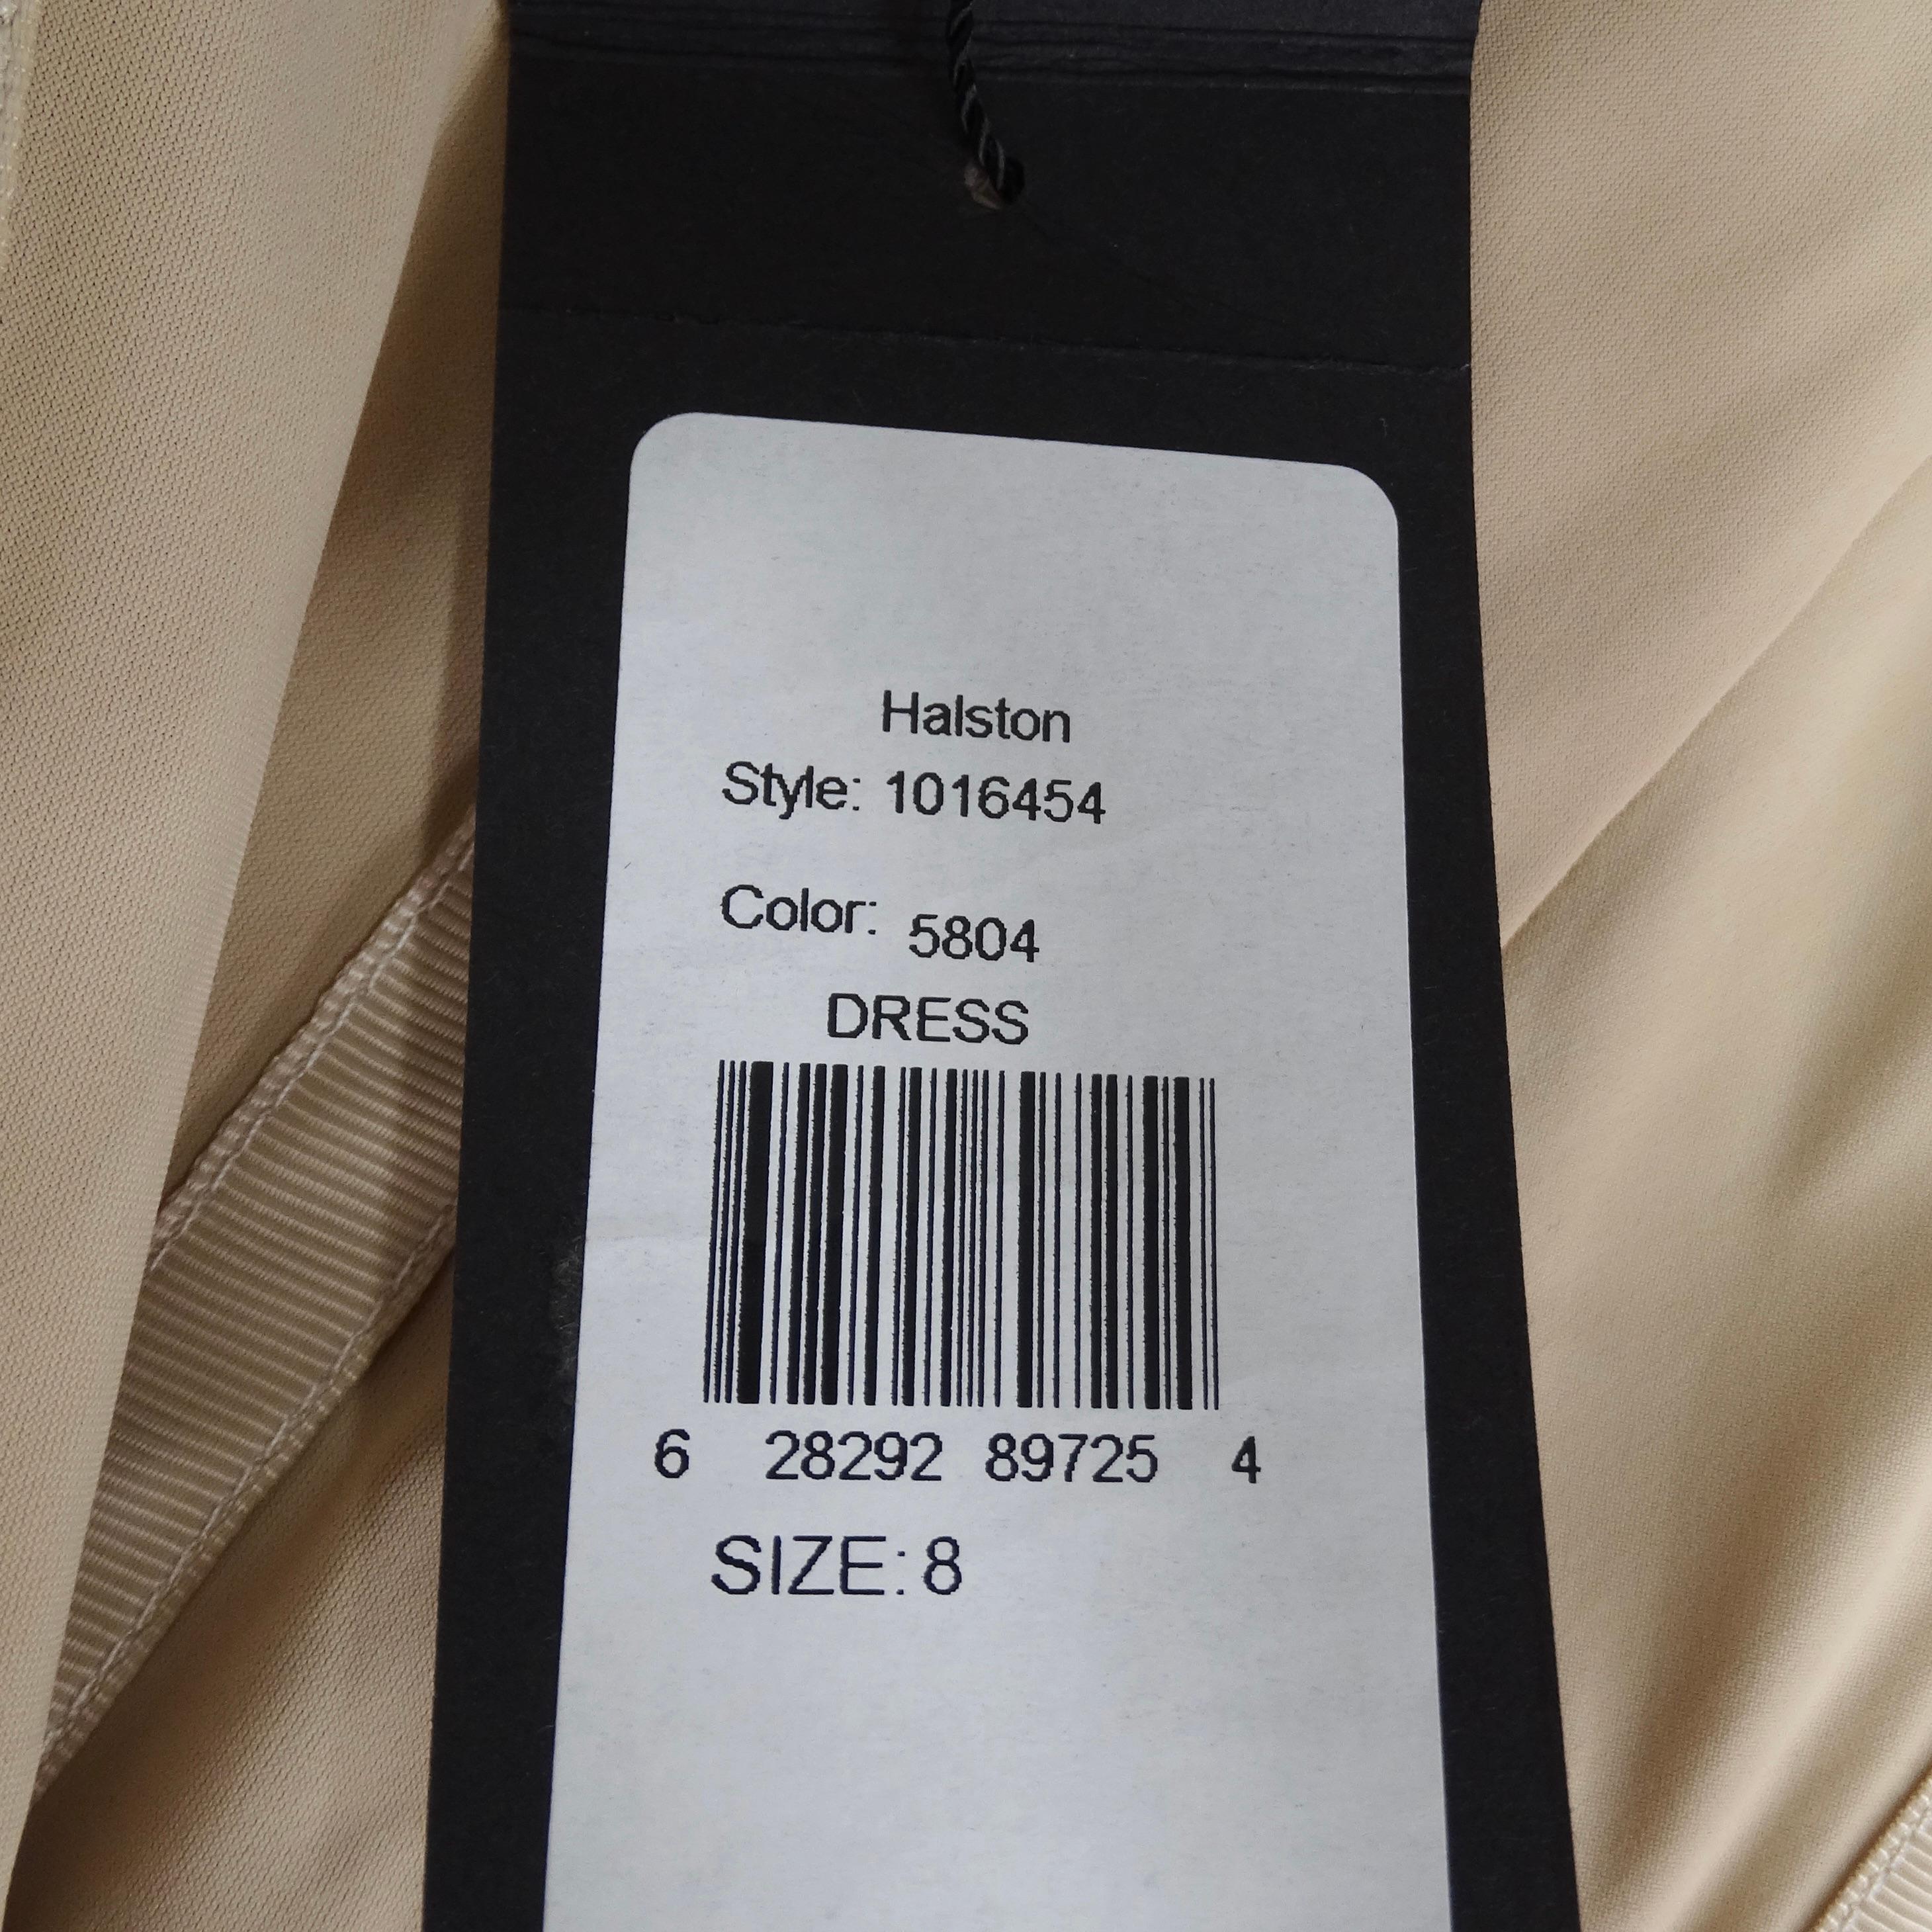 Halston
Style: 1016454
Color: 5804
DRESS
6 28292 89725 4
SIZE: 8